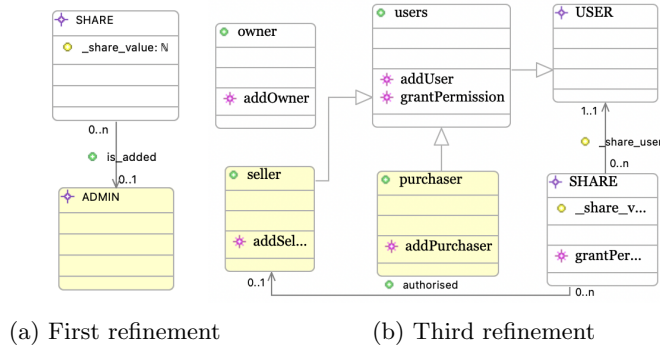 SHARE
_share_value: ℕ
0..n
is_added
0..1
ADMIN
owner
addOwner
users
addUser
grantPermission
USER
1..1
_share_user
0..n
seller
addSel...
purchaser
addPurchaser
SHARE
_share_v...
grantPer...
0..1
authorised
0..n
(a) First refinement
(b) Third refinement